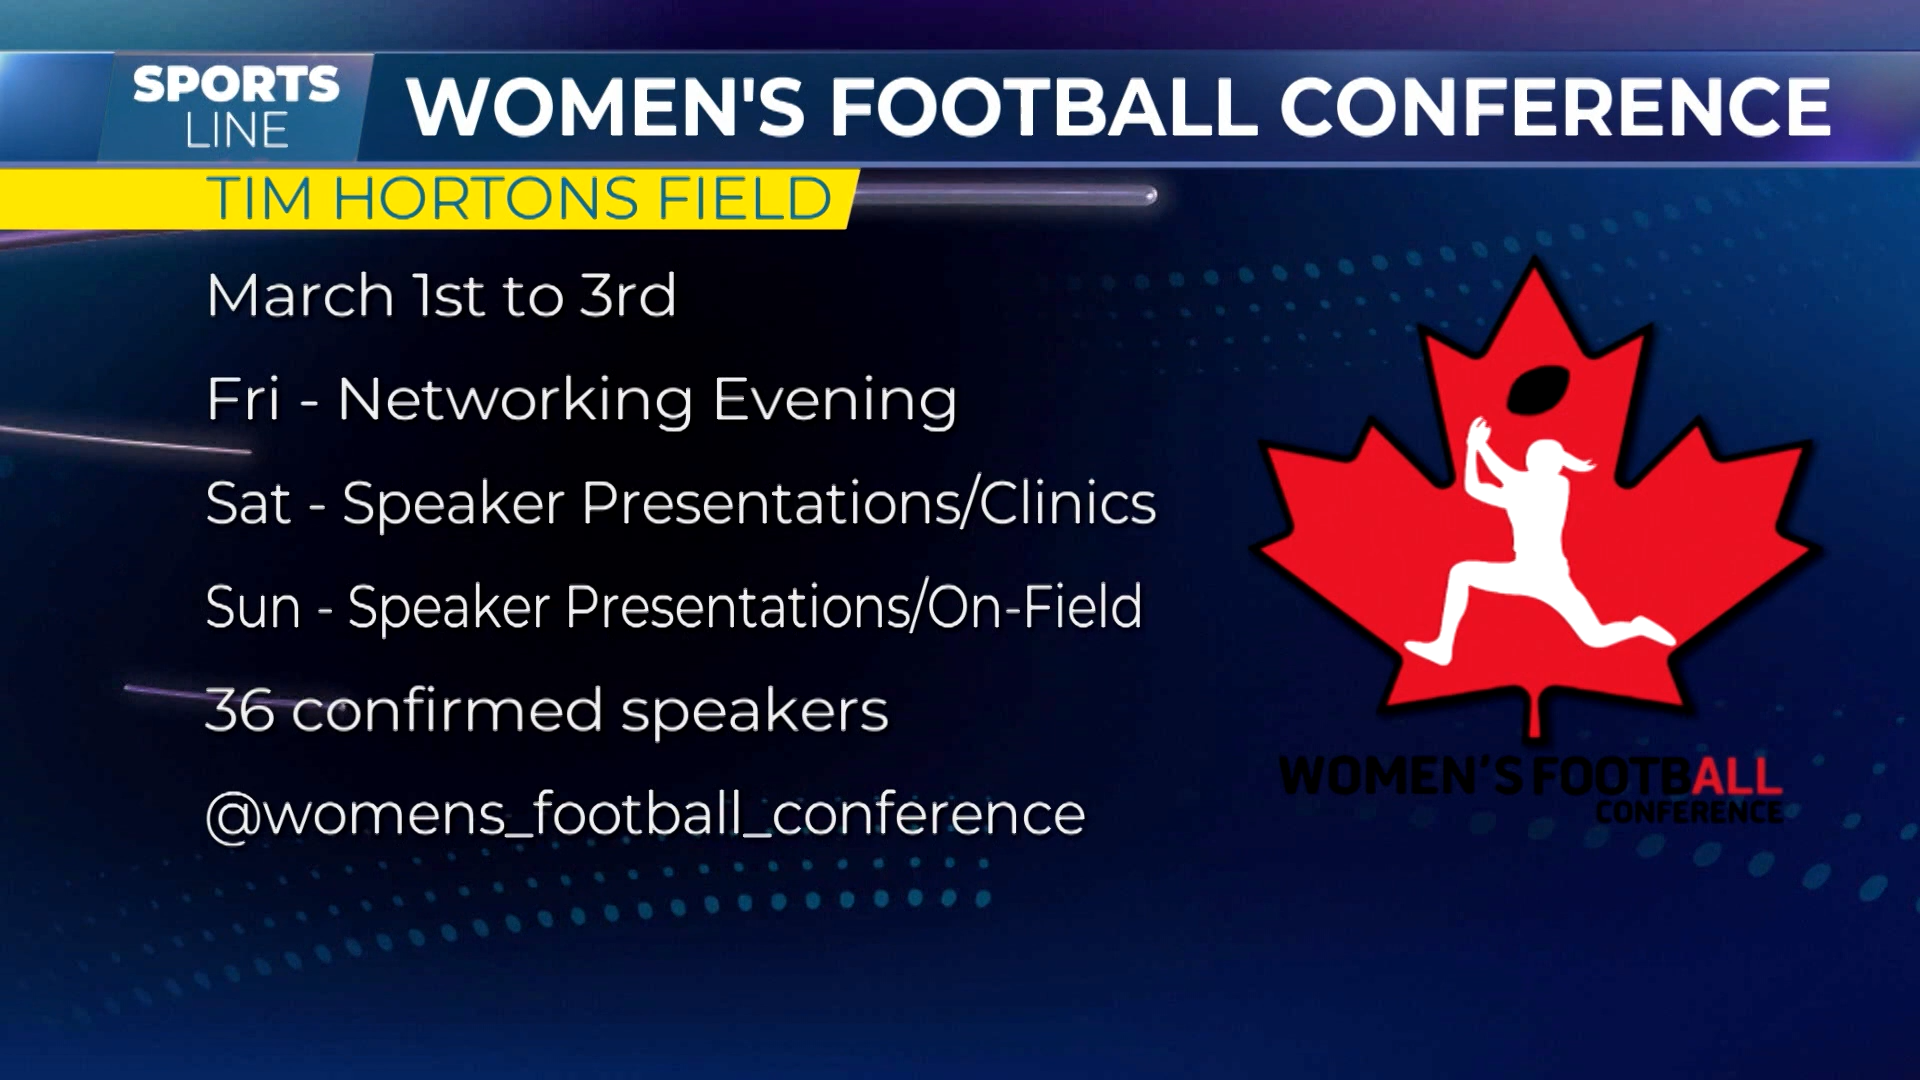 SPORTS
LINE
WOMEN'S FOOTBALL CONFERENCE
TIM HORTONS FIELD
March 1st to 3rd
Fri - Networking Evening
Sat - Speaker Presentations/Clinics
Sun - Speaker Presentations/On-Field
36 confirmed speakers
@womens_football_conference
WOMEN'S FOOTBALL
CONFERENCE